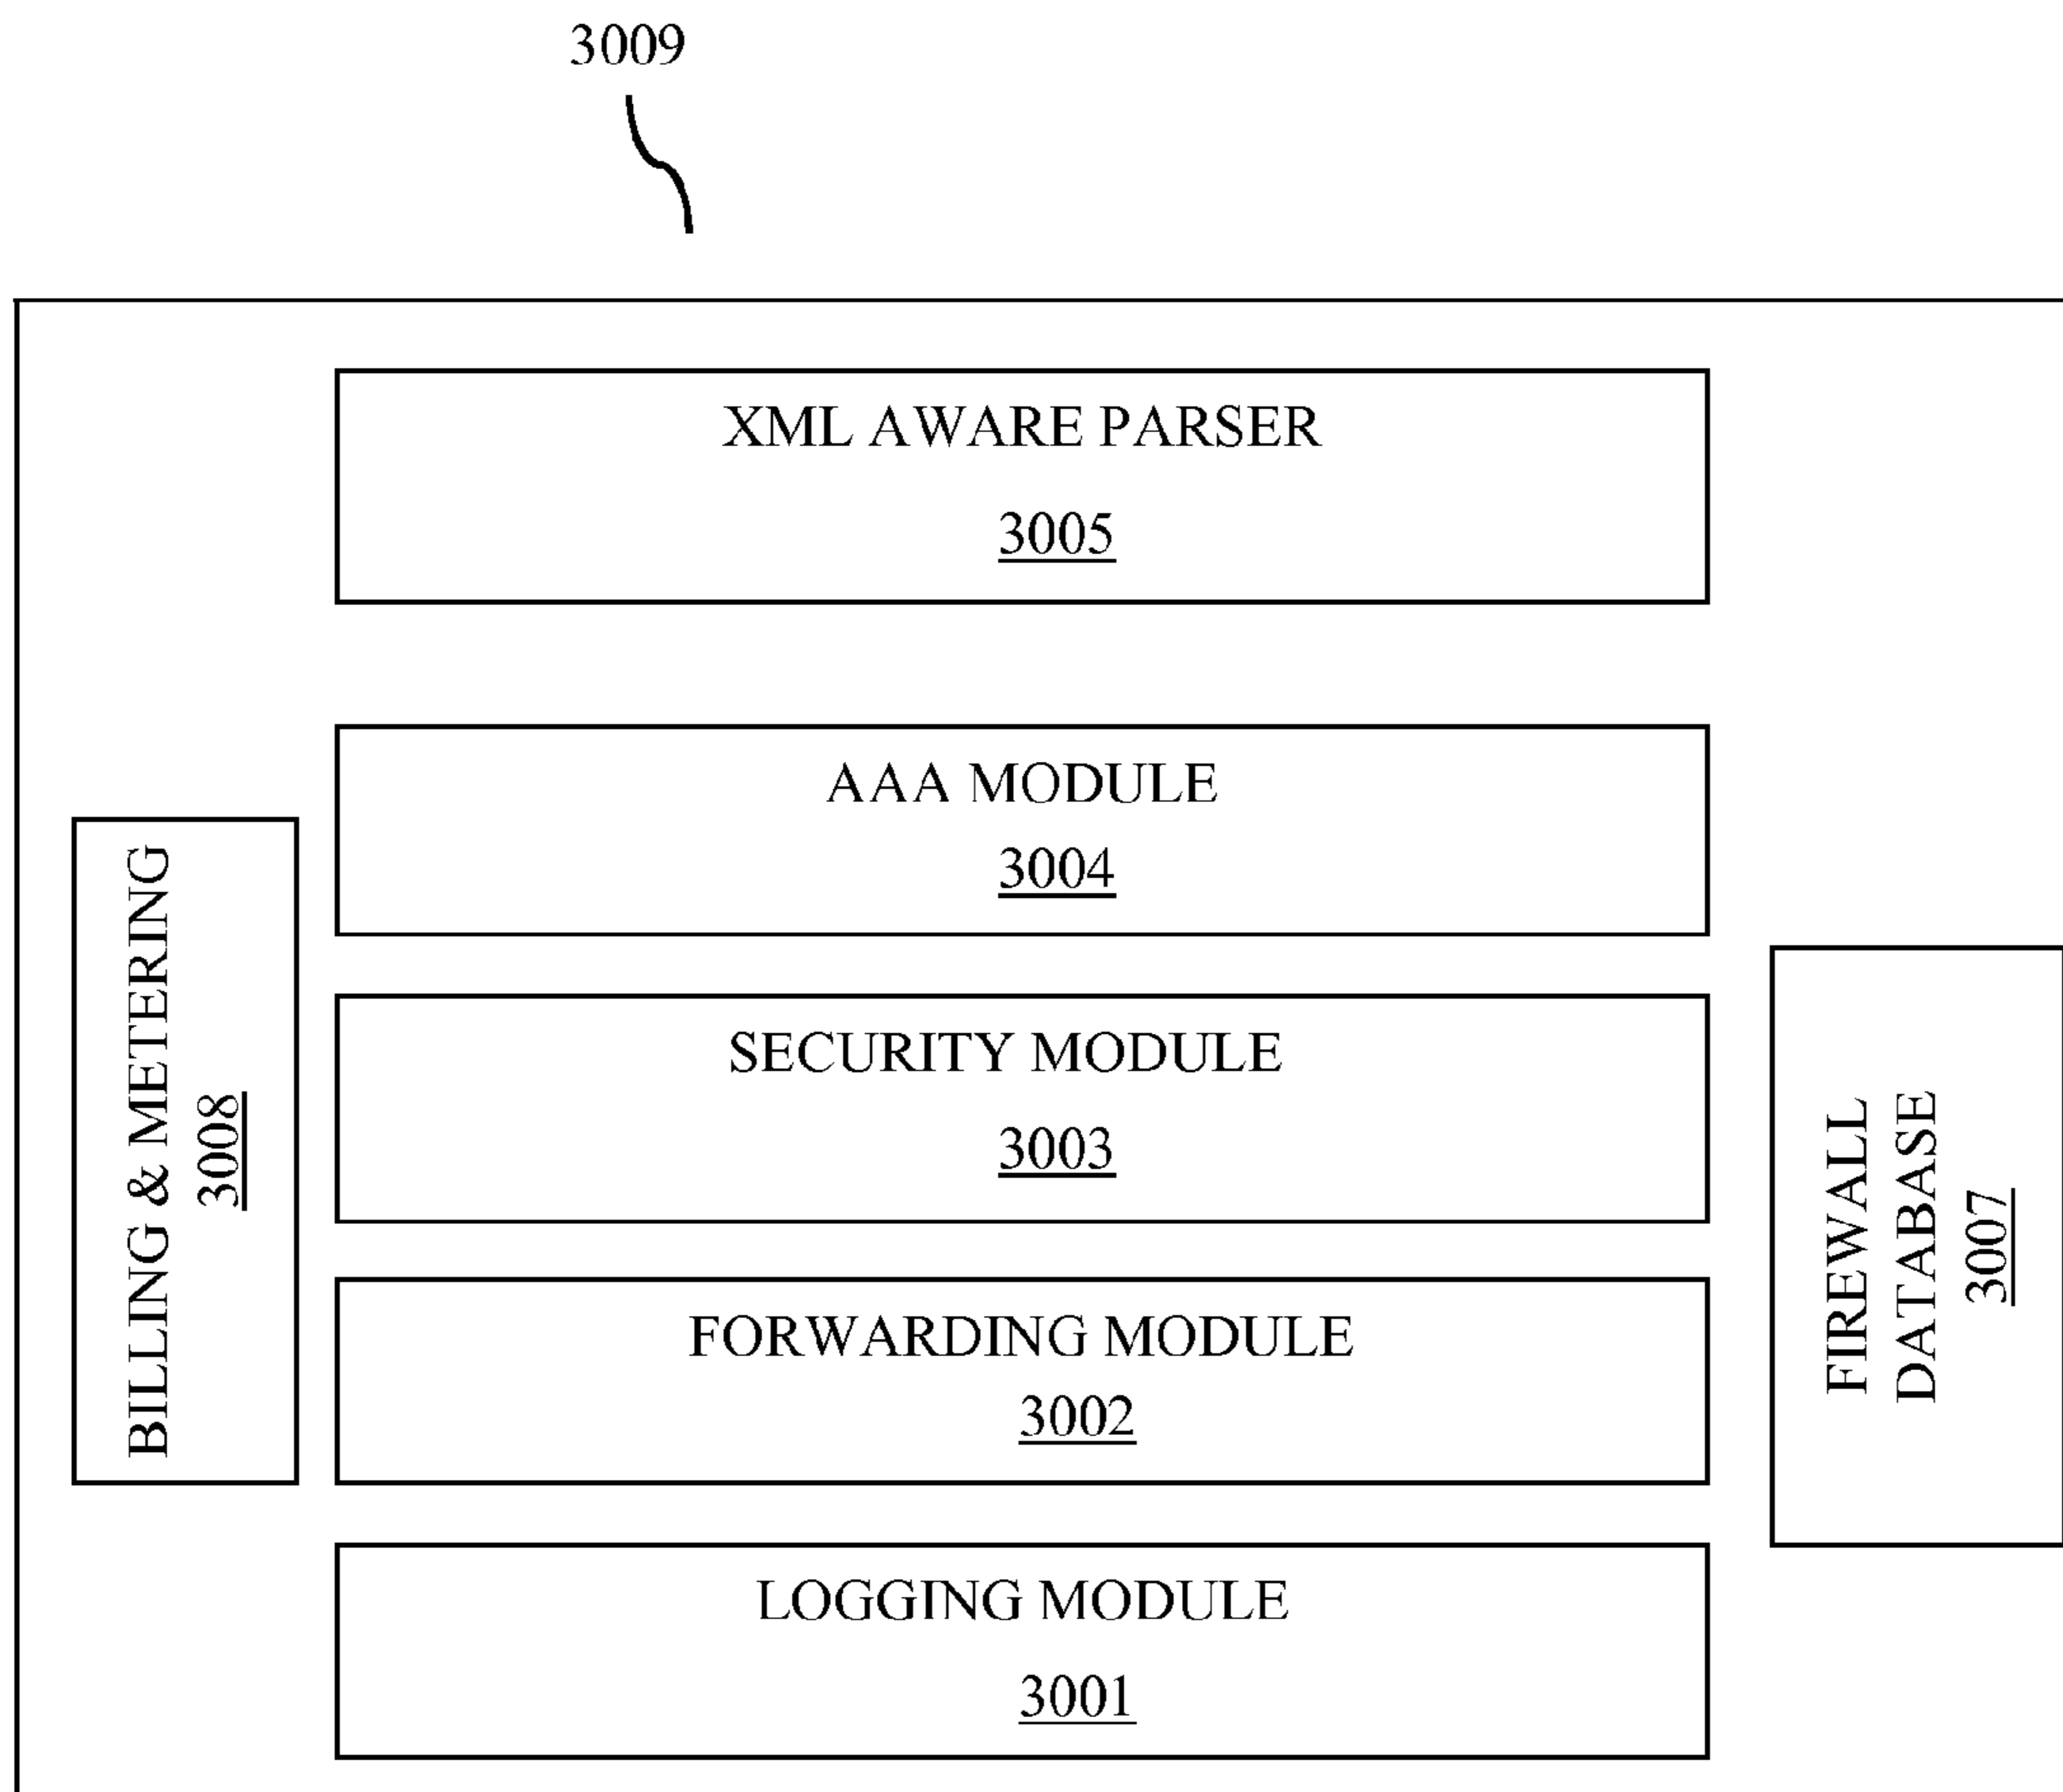 3009
XML AWARE PARSER
3005
AAA MODULE
3004
BILLING & METERING
3008
SECURITY MODULE
3003
FIREWALL
DATABASE
3007
FORWARDING MODULE
3002
LOGGING MODULE
3001